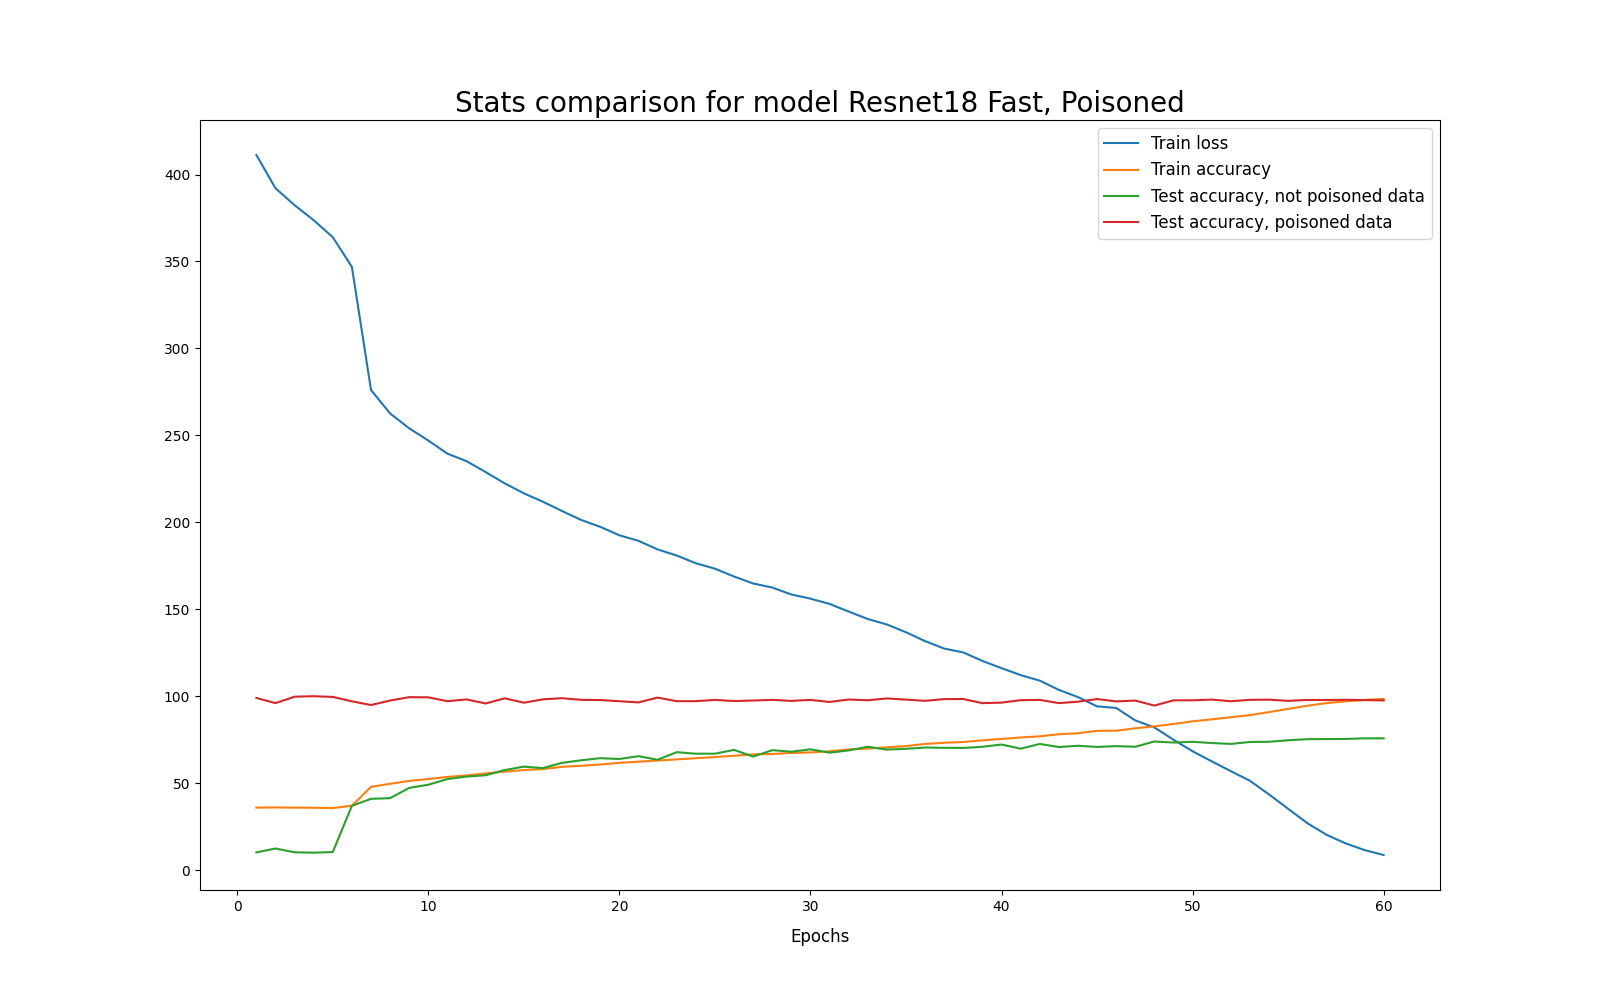 Stats comparison for model Resnet18 Fast, Poisoned
Train loss
Train accuracy
Test accuracy, not poisoned data
Test accuracy, poisoned data
400
350
300
250
200
150
100
50
0
0 10 20 30 40 50 60
Epochs